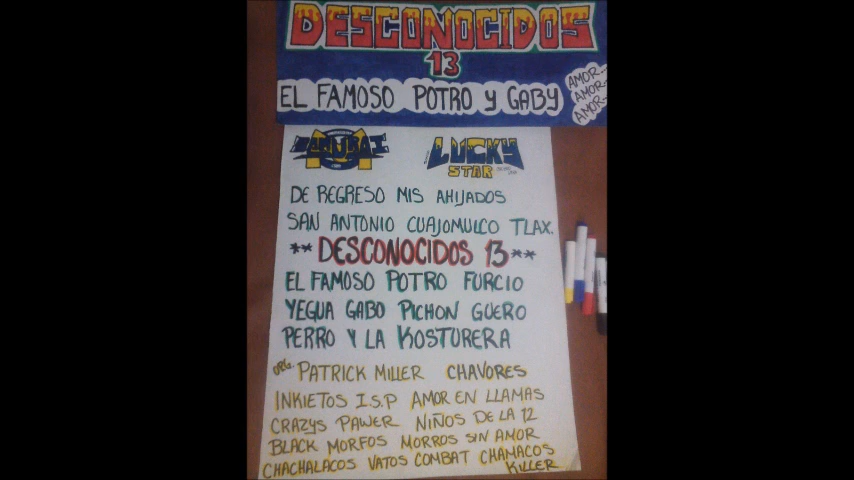 DESCONOCIDOS
13
EL FAMOSO POTRO Y GABY
AMOR...
AMOR..
AMOR..
SAMURAI
LUCKY
STAR
DE REGRESO MIS AHIJADOS
SAN ANTONIO CUAJOMULCO TLAX.
** DESCONOCIDOS 13 **
EL FAMOSO POTRO FURCIO
YEGUA GABO PICHON GUERO
PERRO Y LA KOSTURERA
ORG. PATRICK MILLER CHAVORES
INKIETOS I.S.P AMOR EN LLAMAS
CRAZYS PAWER NIÑOS DE LA 12
BLACK MORFOS MORROS SIN AMOR
CHACHALACOS VATOS COMBAT CHAMACOS
KILLER